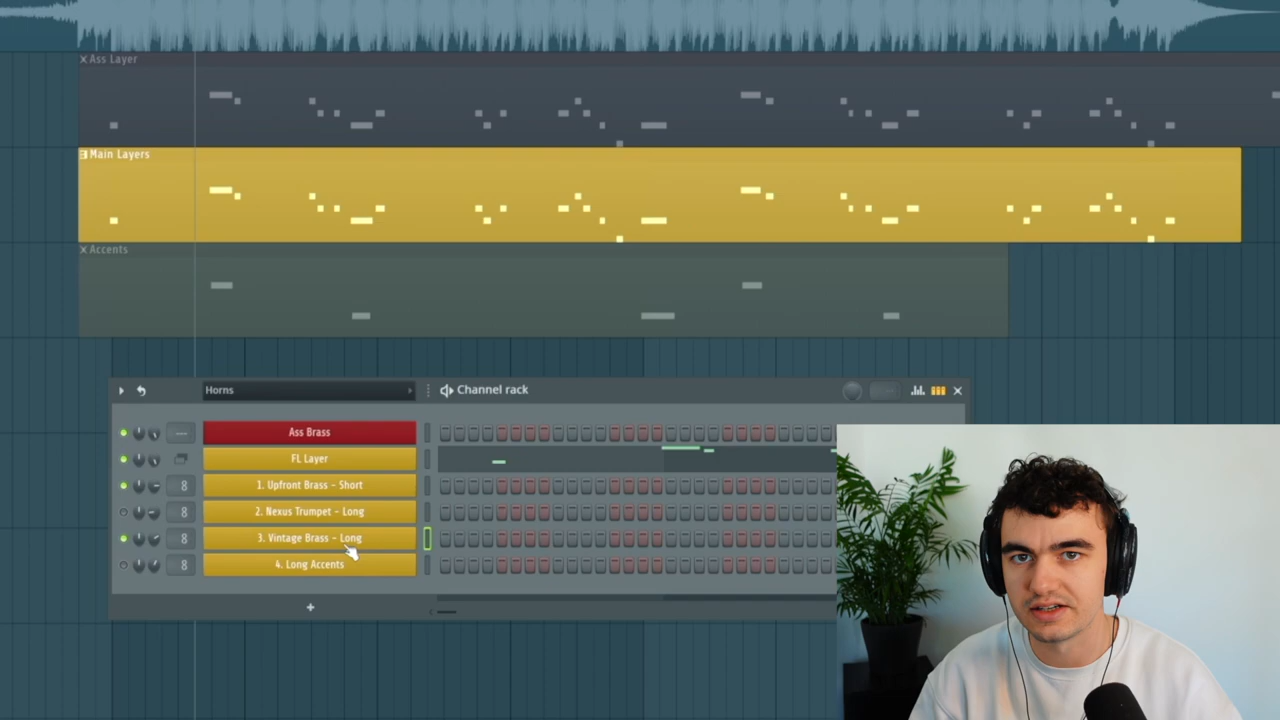 Ass Layer
Main Layers
Accents
Horns
Channel rack
Ass Brass
FL Layer
1. Upfront Brass - Short
8
2. Nexus Trumpet - Long
8
3. Vintage Brass - Long
8
4. Long Accents
8